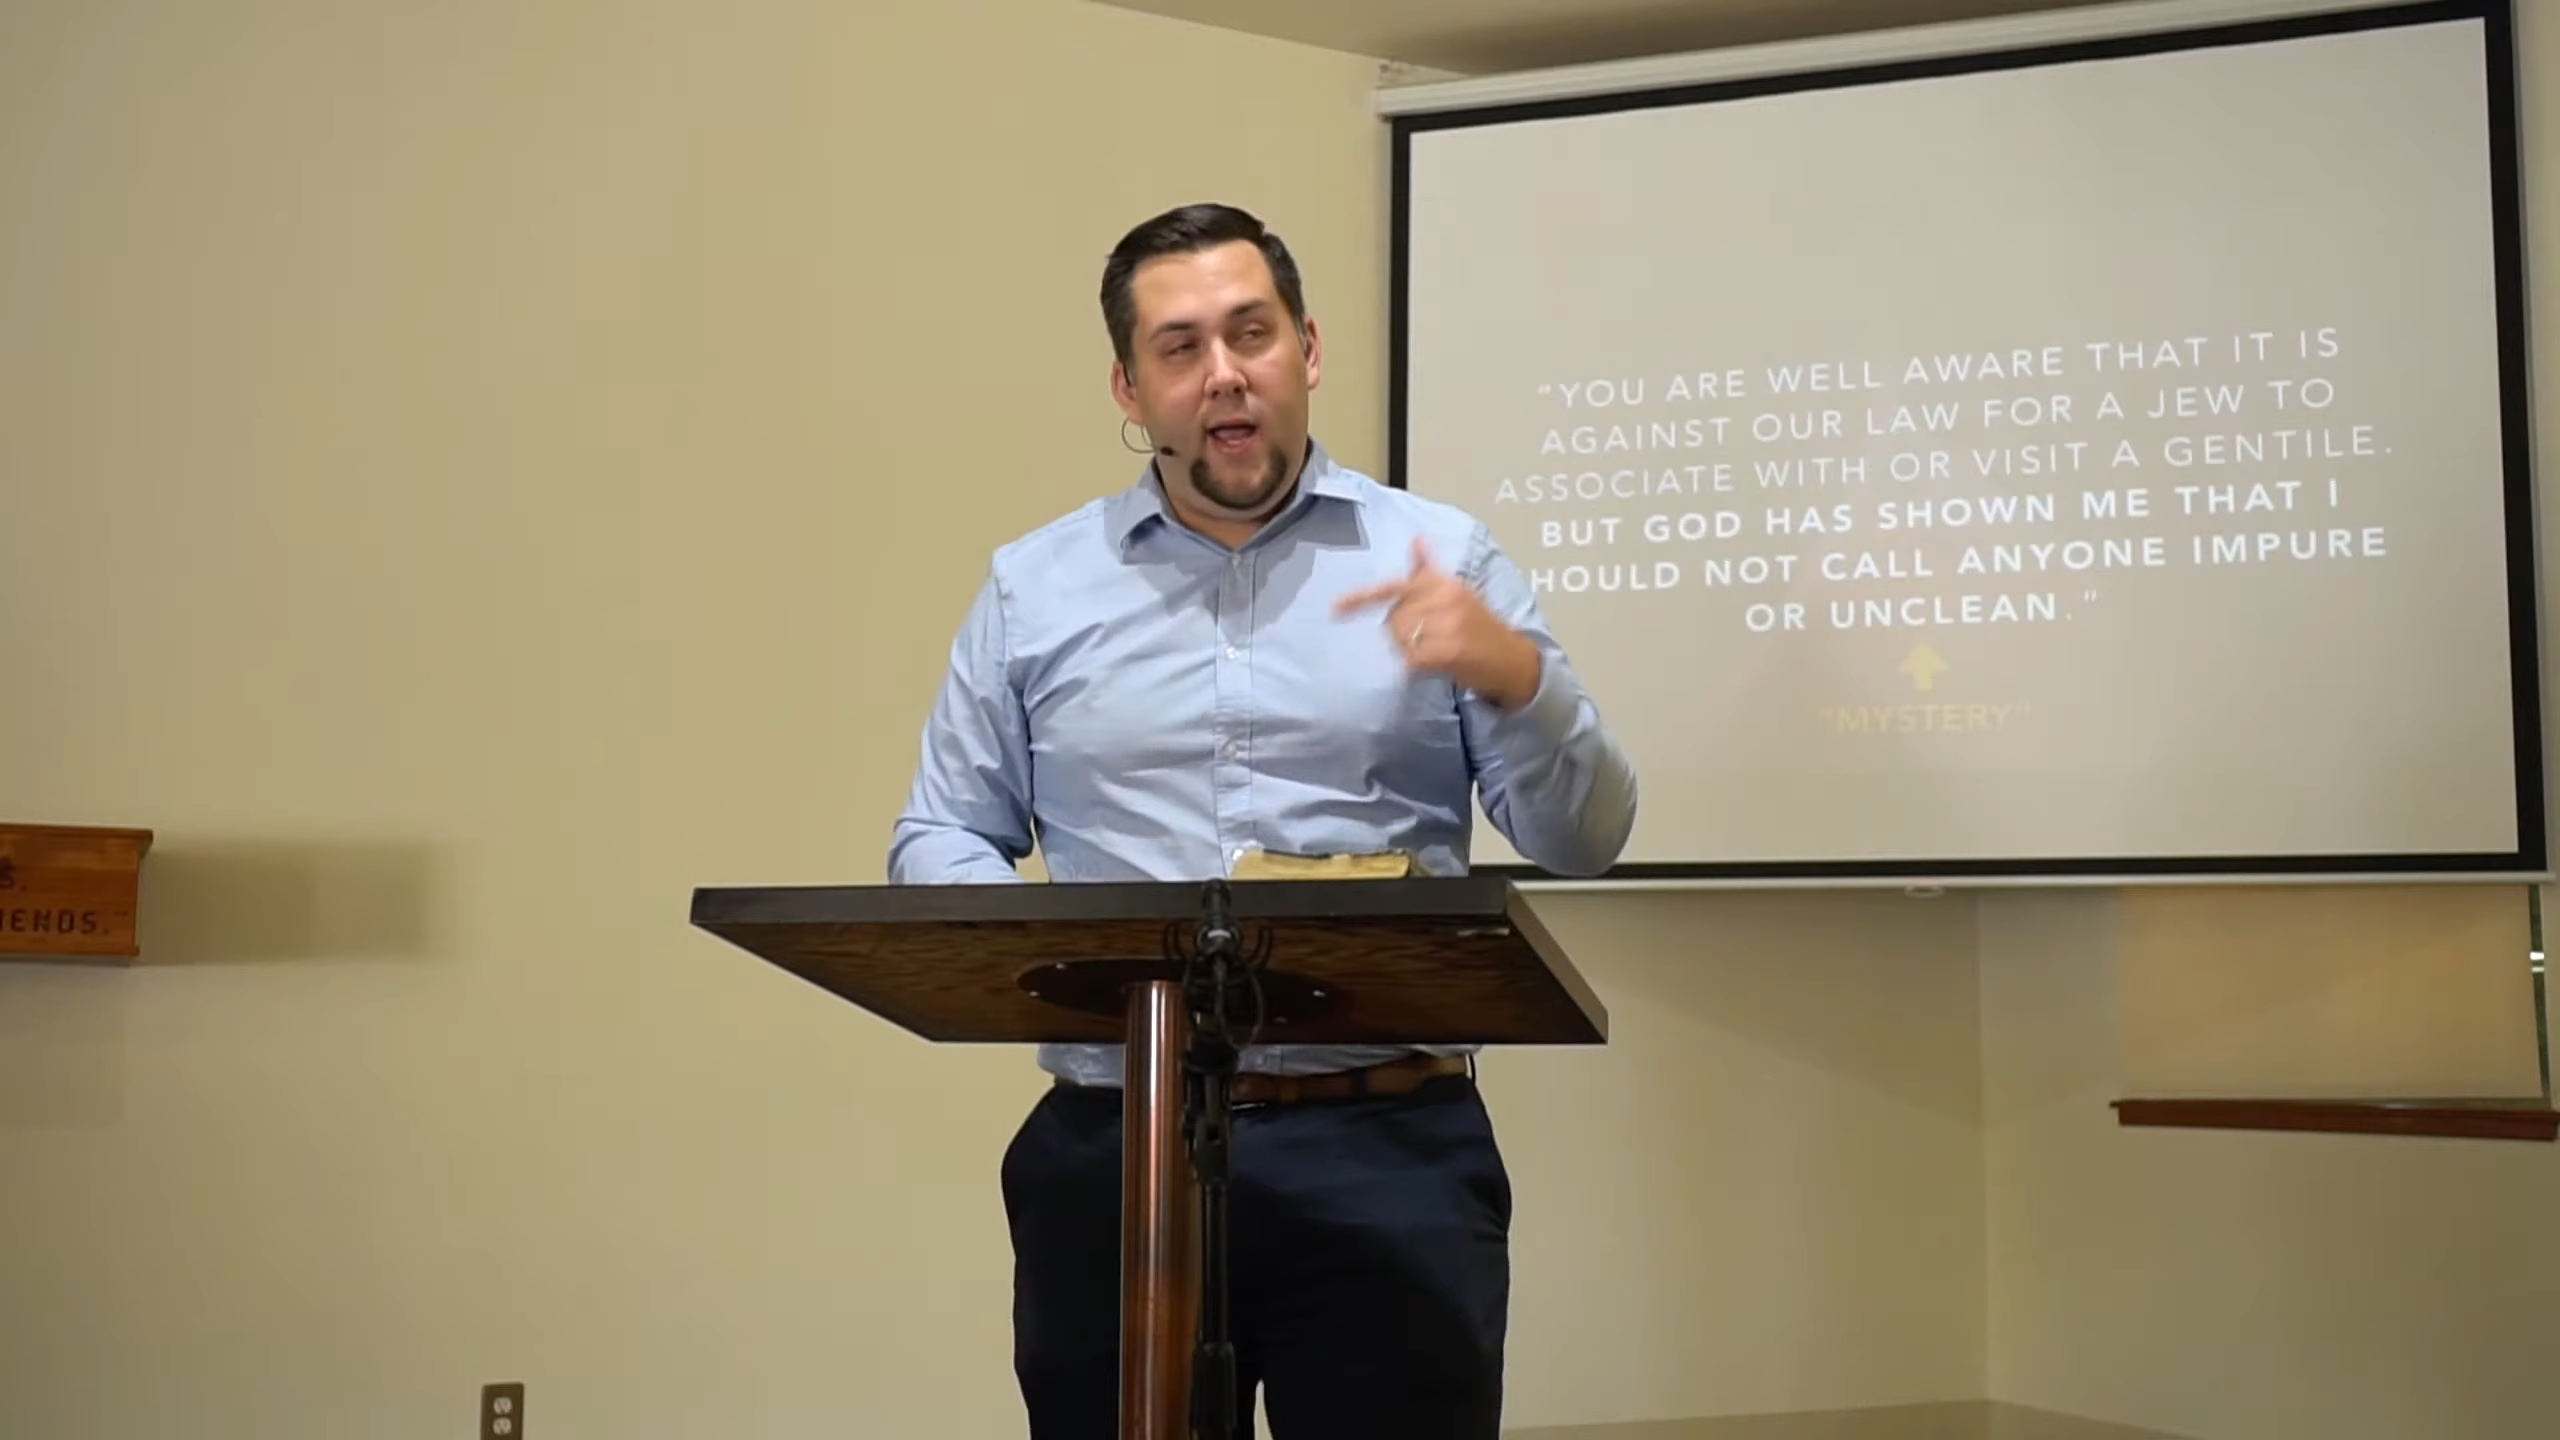 "YOU ARE WELL AWARE THAT IT IS
AGAINST OUR LAW FOR A JEW TO
ASSOCIATE WITH OR VISIT A GENTILE.
BUT GOD HAS SHOWN ME THAT I
HOULD NOT CALL ANYONE IMPURE
OR UNCLEAN."
"MYSTERY"
S.
IENDS."